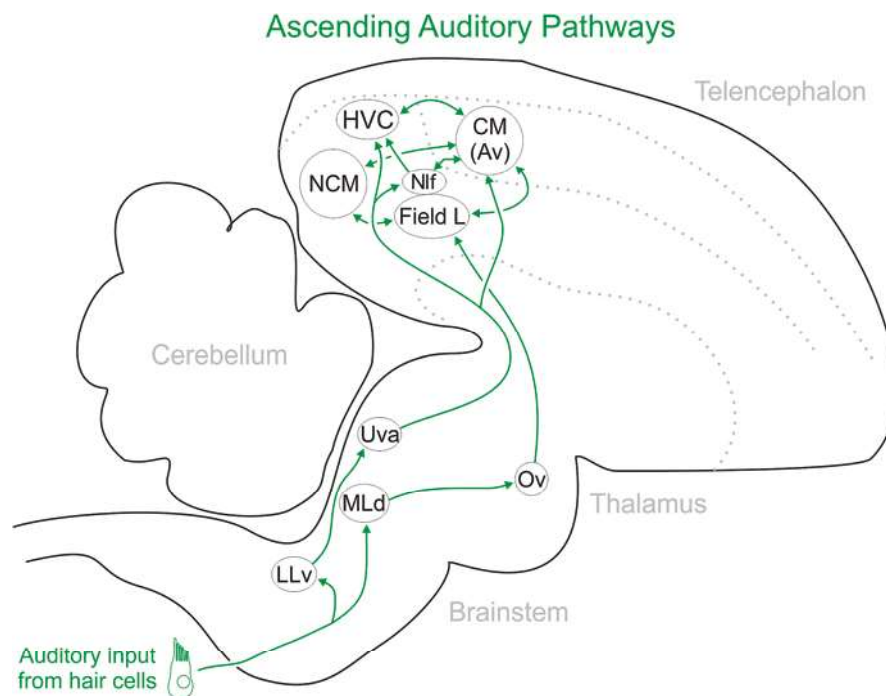 Ascending Auditory Pathways
Telencephalon
HVC
CM
(Av)
NCM
NIf
Field L
Cerebellum
Uva
Ov
MLd
Thalamus
LLv
Brainstem
Auditory input
from hair cells